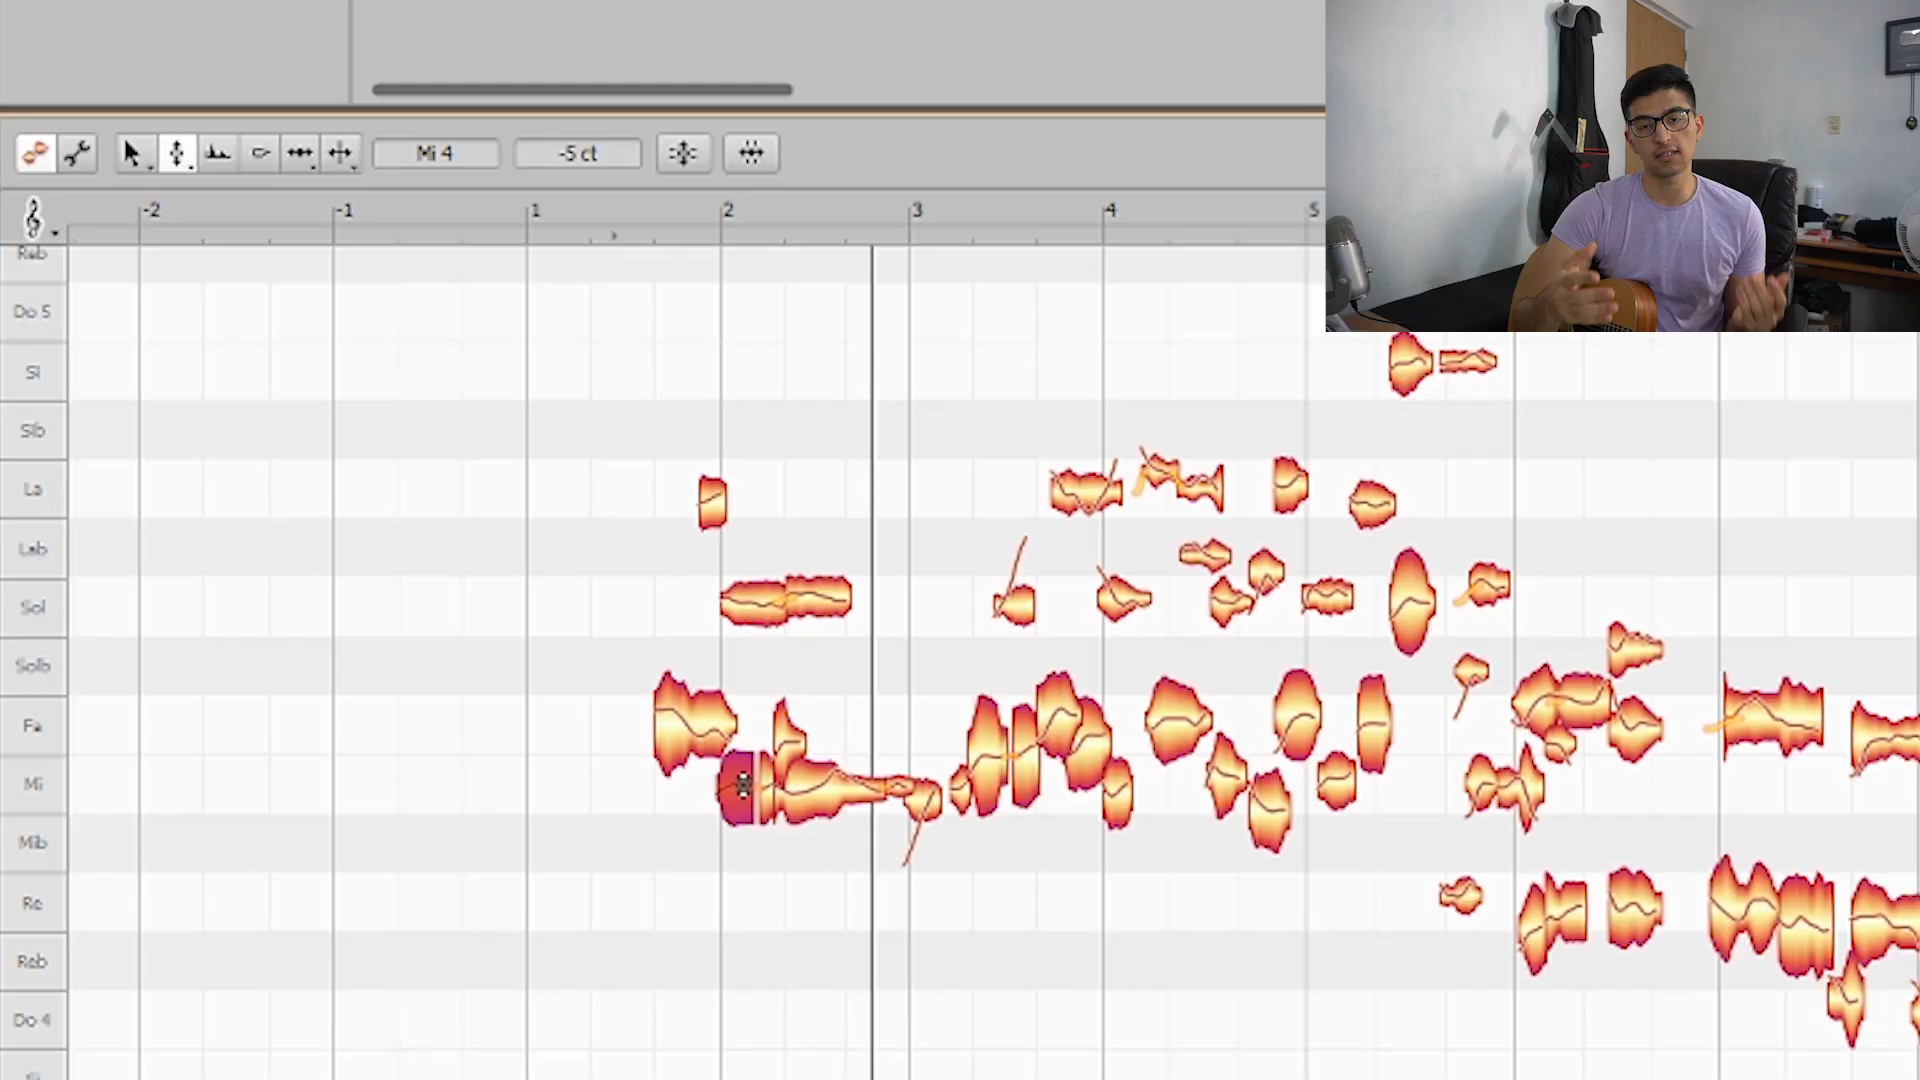 Mi 4 -5 ct
-2 -1 1 2 3 4 5
Reb
Do 5
Si
Sib
La
Lab
Sol
Solb
Fa
Mi
Mib
Re
Reb
Do 4